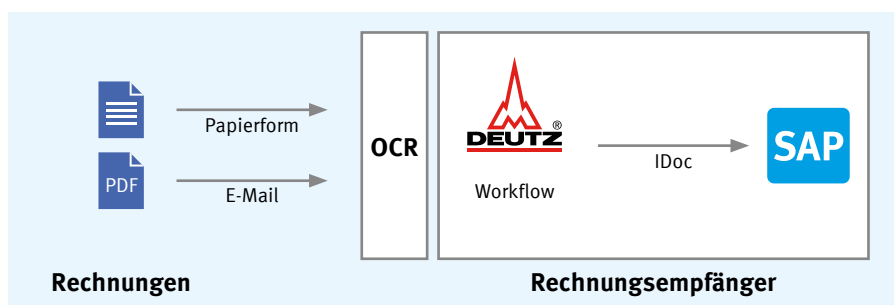 Papierform
PDF
E-Mail
OCR
DEUTZ®
Workflow
IDoc
SAP
Rechnungen
Rechnungsempfänger